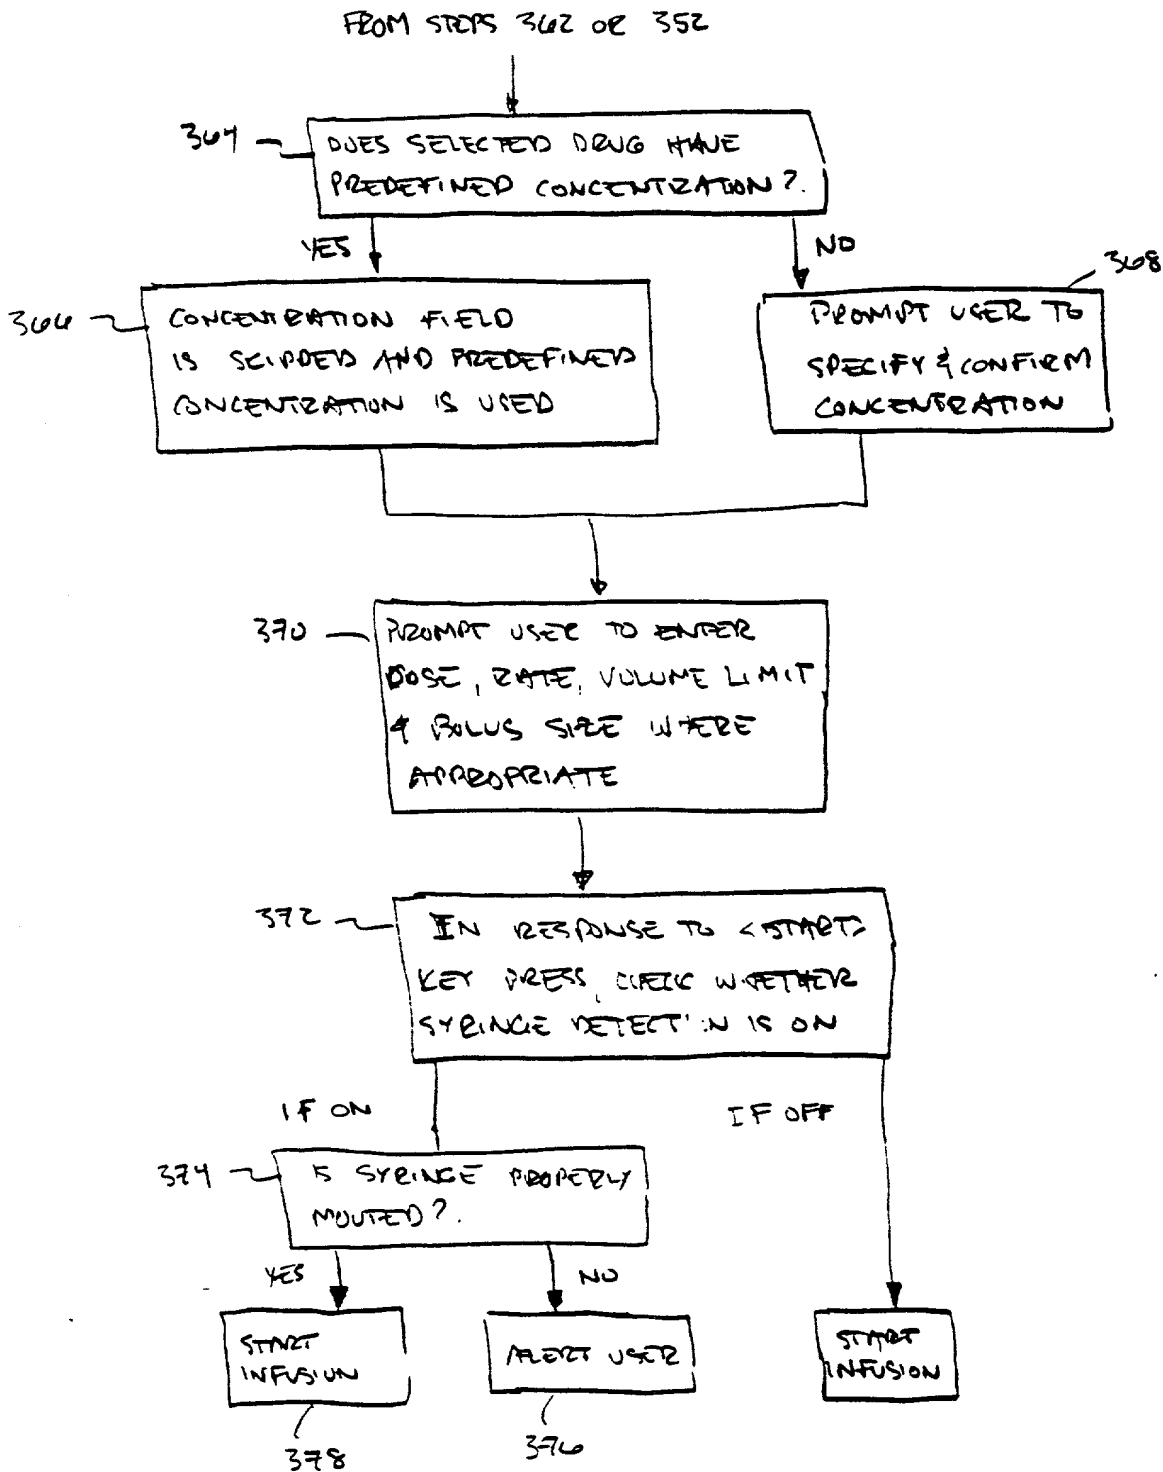 FROM STEPS 362 OR 352
364
DOES SELECTED DRUG HAVE
PREDEFINED CONCENTRATION?
YES
NO
366
368
CONCENTRATION FIELD
IS SKIPPED AND PREDEFINED
CONCENTRATION IS USED
PROMPT USER TO
SPECIFY & CONFIRM
CONCENTRATION
370
PROMPT USER TO ENTER
DOSE, RATE, VOLUME LIMIT
& BOLUS SIZE WHERE
APPROPRIATE
372
IN RESPONSE TO <START>
KEY PRESS, CHECK WHETHER
SYRINGE DETECTION IS ON
IF ON
IF OFF
374
IS SYRINGE PROPERLY
MOUTED?
YES
NO
START
INFUSION
ALERT USER
START
INFUSION
378
376